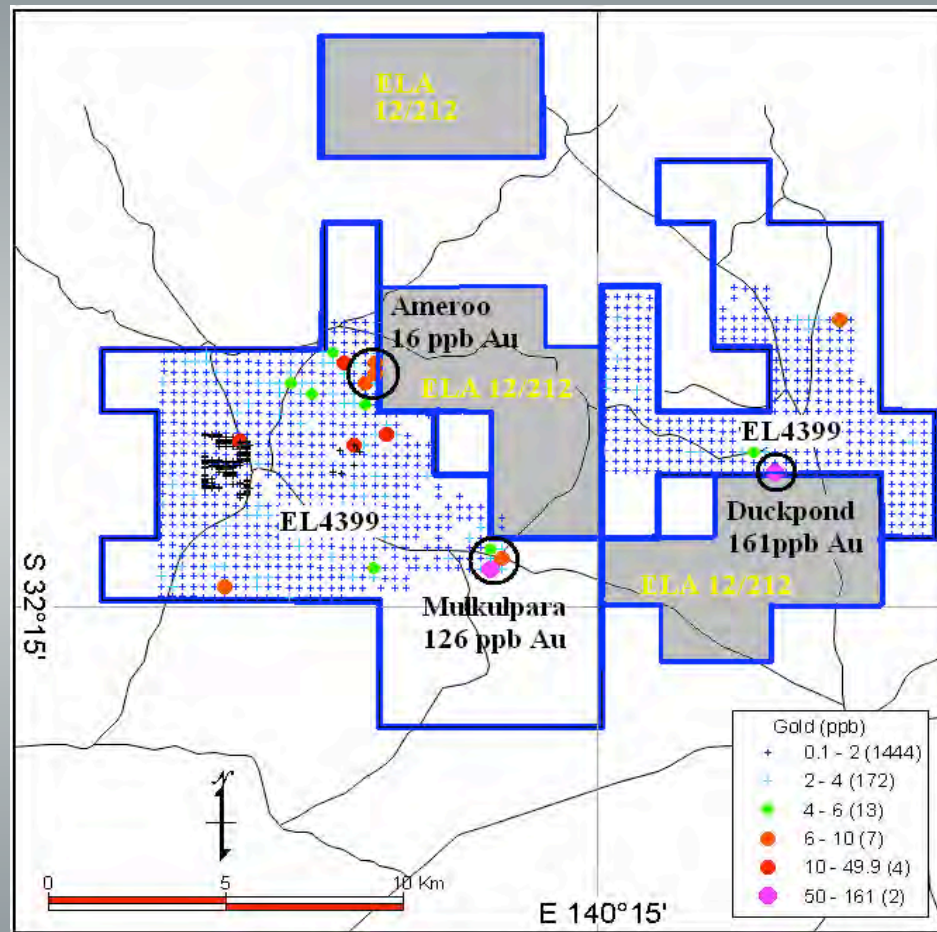 ELA
12/212
Ameroo
16 ppb Au
ELA 12/212
EL4399
EL4399
Duckpond
161ppb Au
ELA 12/212
Mulkulpara
126 ppb Au
S 32°15'
E 140°15'
N
0 5 10 Km
Gold (ppb)
0.1 - 2 (1444)
2 - 4 (172)
4 - 6 (13)
6 - 10 (7)
10 - 49.9 (4)
50 - 161 (2)